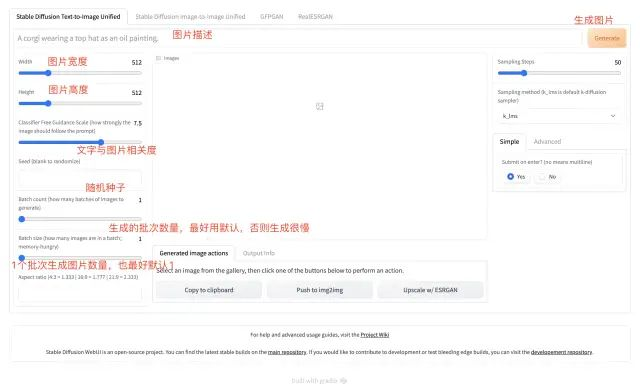 Stable Diffusion Text-to-Image Unified
Stable Diffusion Image-to-Image Unified
GFPGAN
RealESRGAN
生成图片
A corgi wearing a top hat as an oil painting.
图片描述
Generate
Width
图片宽度
512
Height
图片高度
512
Classifier Free Guidance Scale (how strongly the
image should follow the prompt)
7.5
文字与图片相关度
Seed (blank to randomize)
随机种子
Batch count (how many batches of images to
generate)
1
生成的批次数量，最好用默认，否则生成很慢
Batch size (how many images are in a batch;
memory-hungry)
1
1个批次生成图片数量，也最好默认1
Aspect ratio (4:3 = 1.333 | 16:9 = 1.777 | 21:9 = 2.333)
Images
Generated image actions
Output Info
Select an image from the gallery, then click one of the buttons below to perform an action.
Copy to clipboard
Push to img2img
Upscale w/ ESRGAN
Sampling Steps
50
Sampling method (k_lms is default k-diffusion
sampler)
k_lms
Simple
Advanced
Submit on enter? (no means multiline)
Yes
No
For help and advanced usage guides, visit the Project Wiki
Stable Diffusion WebUI is an open-source project. You can find the latest stable builds on the main repository. If you would like to contribute to development or test bleeding edge builds, you can visit the developement repository.
built with gradio